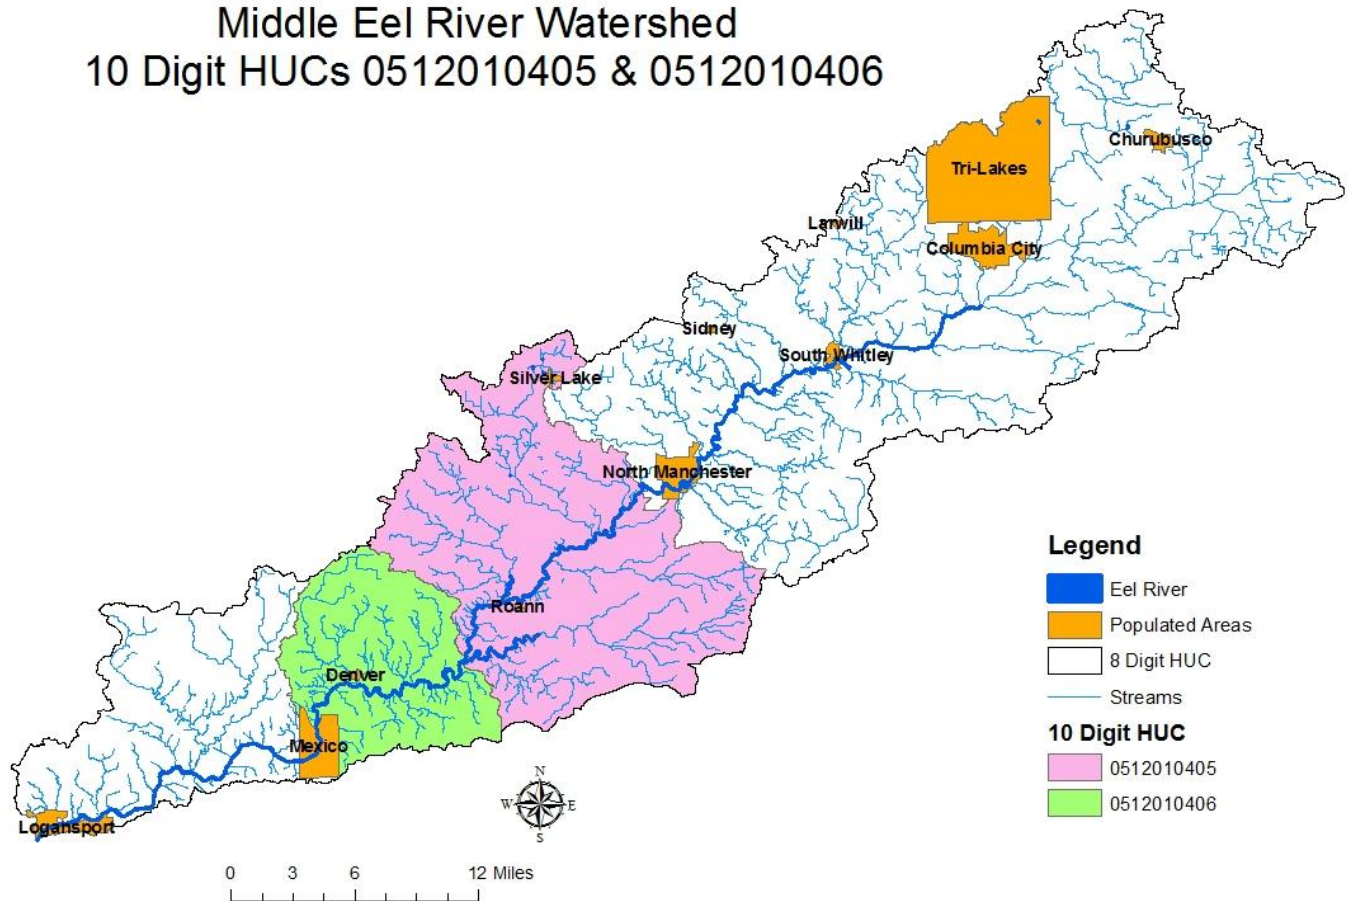 Middle Eel River Watershed
10 Digit HUCs 0512010405 & 0512010406
Churubusco
Tri-Lakes
Larwill
Columbia City
Sidney
South Whitley
Silver Lake
North Manchester
Roann
Denver
Mexico
Logansport
Legend
Eel River
Populated Areas
8 Digit HUC
Streams
10 Digit HUC
0512010405
0512010406
N
W E
S
0 3 6 12 Miles